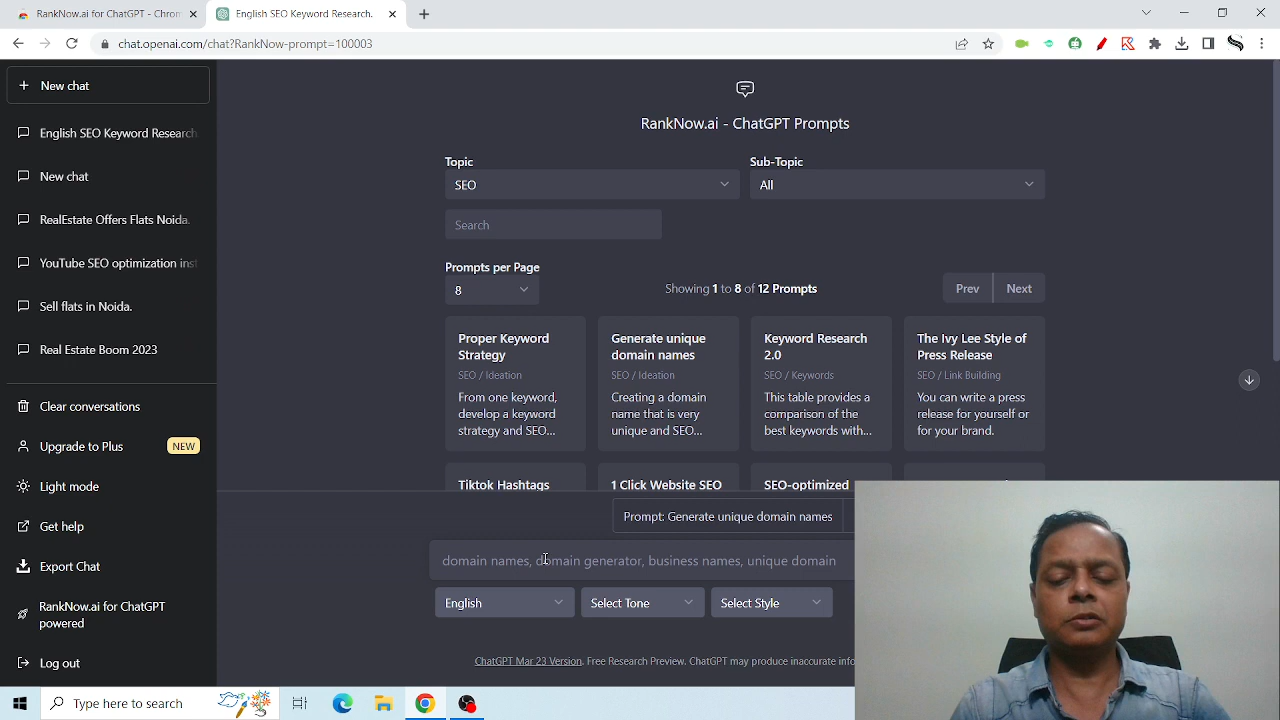 RankNow.ai for ChatGPT - Chrom
English SEO Keyword Research.
chat.openai.com/chat?RankNow-prompt=100003
New chat
English SEO Keyword Research
New chat
RealEstate Offers Flats Noida.
YouTube SEO optimization inst
Sell flats in Noida.
Real Estate Boom 2023
Clear conversations
Upgrade to Plus
NEW
Light mode
Get help
Export Chat
RankNow.ai for ChatGPT
powered
Log out
RankNow.ai - ChatGPT Prompts
Topic
Sub-Topic
SEO
All
Search
Prompts per Page
8
Showing 1 to 8 of 12 Prompts
Prev
Next
Proper Keyword
Strategy
SEO / Ideation
From one keyword,
develop a keyword
strategy and SEO...
Generate unique
domain names
SEO / Ideation
Creating a domain
name that is very
unique and SEO...
Keyword Research
2.0
SEO / Keywords
This table provides a
comparison of the
best keywords with...
The Ivy Lee Style of
Press Release
SEO / Link Building
You can write a press
release for yourself or
for your brand.
Tiktok Hashtags
1 Click Website SEO
SEO-optimized
Prompt: Generate unique domain names
domain names, domain generator, business names, unique domain
English
Select Tone
Select Style
ChatGPT Mar 23 Version. Free Research Preview. ChatGPT may produce inaccurate info
Type here to search